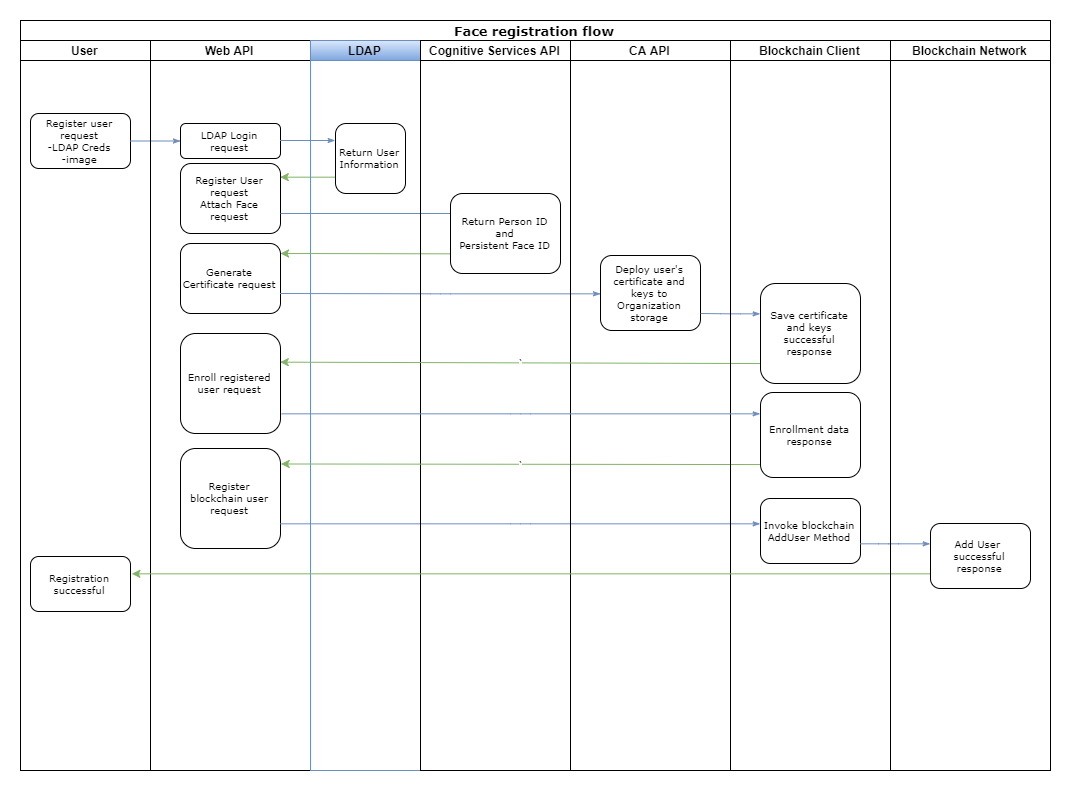 Face registration flow
User
Web API
LDAP
Cognitive Services API
CA API
Blockchain Client
Blockchain Network
Register user
request
-LDAP Creds
-image
LDAP Login
request
Return User
Information
Register User
request
Attach Face
request
Return Person ID
and
Persistent Face ID
Generate
Certificate request
Deploy user's
certificate and
keys to
Organization
storage
Save certificate
and keys
successful
response
Enroll registered
user request
Enrollment data
response
Register
blockchain user
request
Invoke blockchain
AddUser Method
Add User
successful
response
Registration
successful